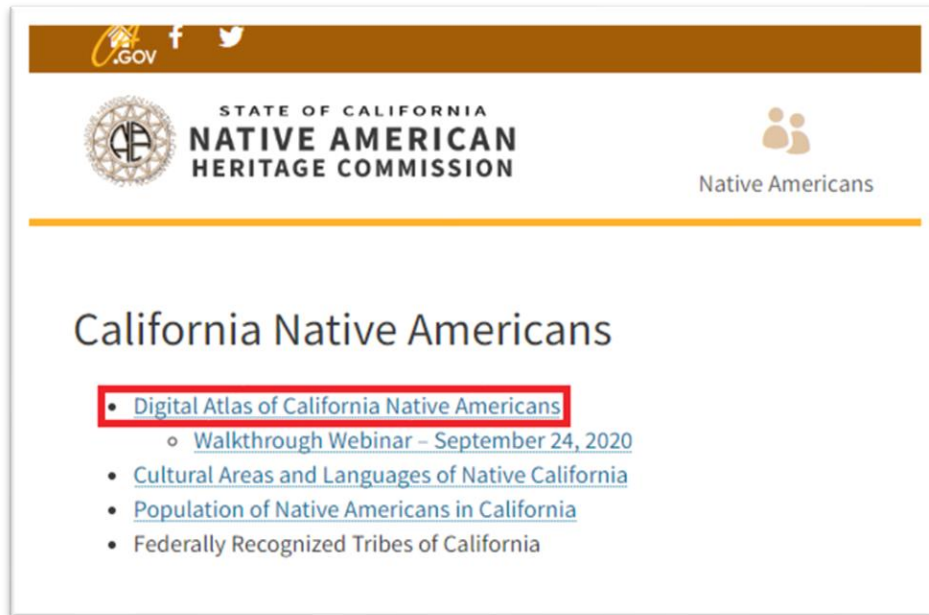 CA
.GOV
STATE OF CALIFORNIA
NATIVE AMERICAN
HERITAGE COMMISSION
Native Americans
California Native Americans
• Digital Atlas of California Native Americans
◦ Walkthrough Webinar – September 24, 2020
• Cultural Areas and Languages of Native California
• Population of Native Americans in California
• Federally Recognized Tribes of California